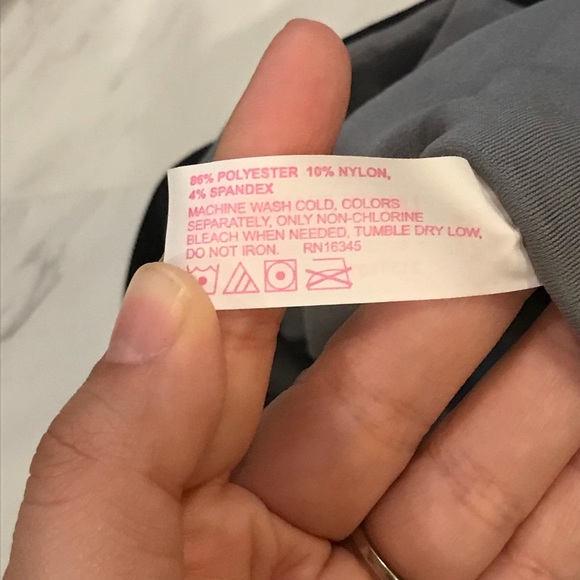 86% POLYESTER 10% NYLON,
4% SPANDEX
MACHINE WASH COLD, COLORS
SEPARATELY, ONLY NON-CHLORINE
BLEACH WHEN NEEDED, TUMBLE DRY LOW,
DO NOT IRON. RN16345